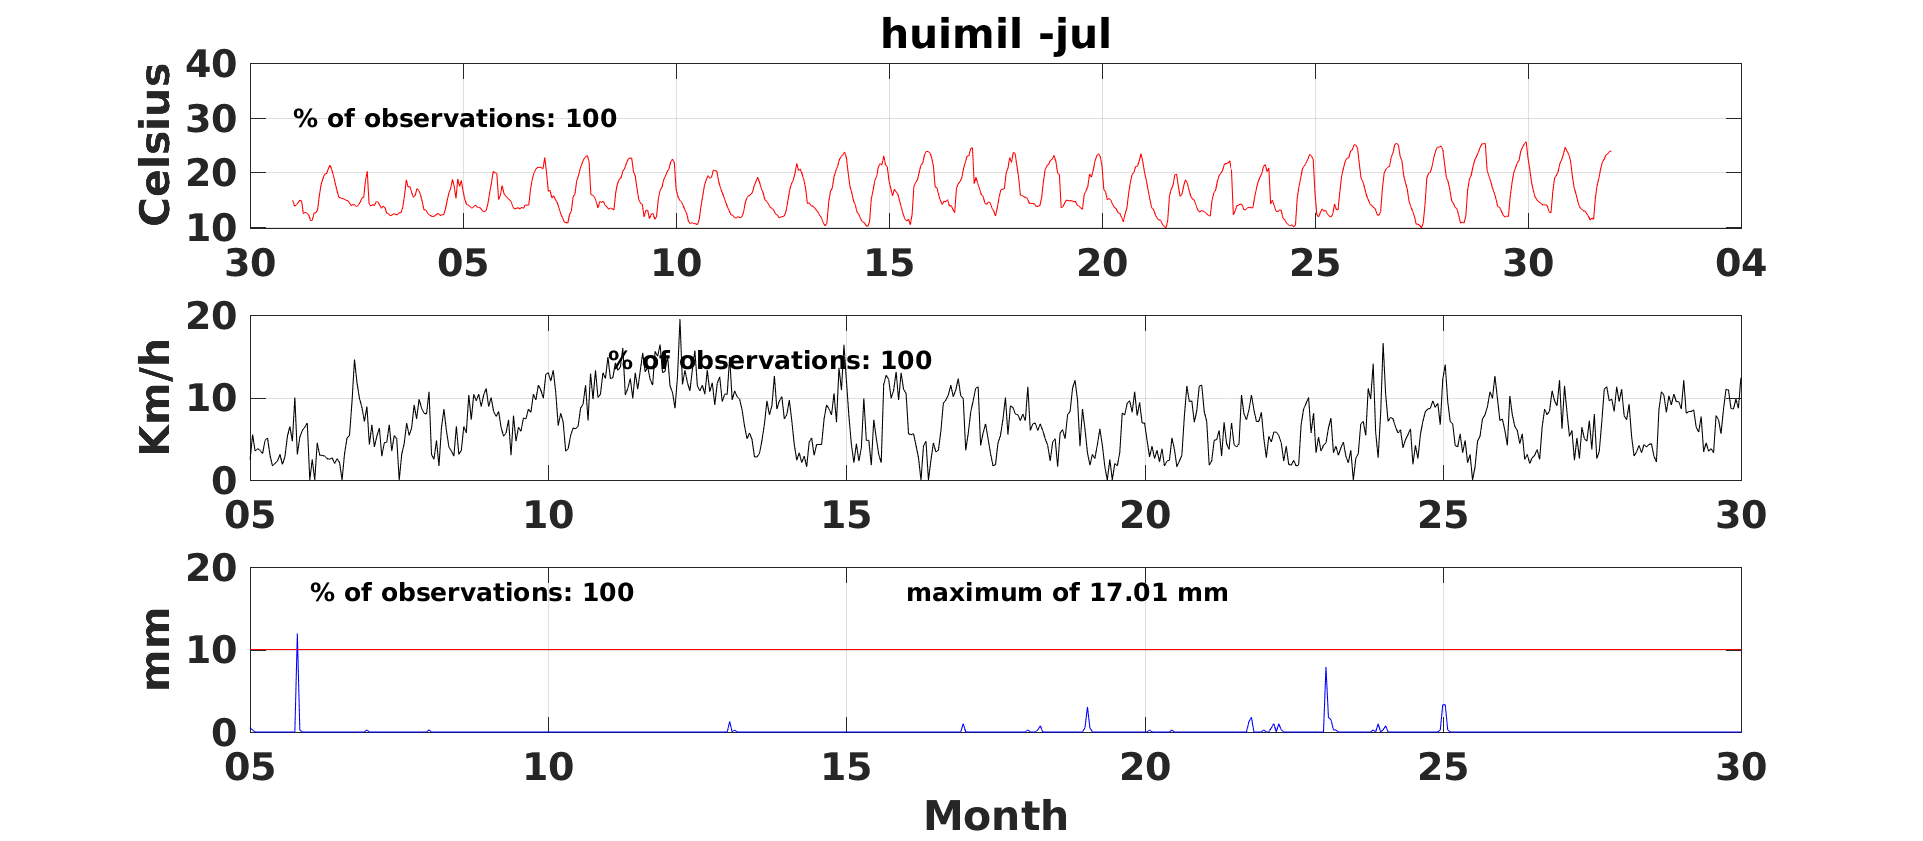 huimil -jul
Celsius
40
30
20
10
% of observations: 100
30 05 10 15 20 25 30 04
Km/h
20
10
0
% of observations: 100
05 10 15 20 25 30
mm
20
10
0
% of observations: 100 maximum of 17.01 mm
05 10 15 20 25 30
Month